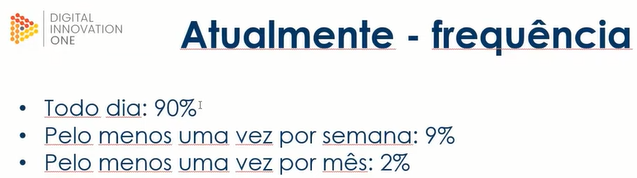 DIGITAL
INNOVATION
ONE
Atualmente - frequência
• Todo dia: 90%
• Pelo menos uma vez por semana: 9%
• Pelo menos uma vez por mês: 2%